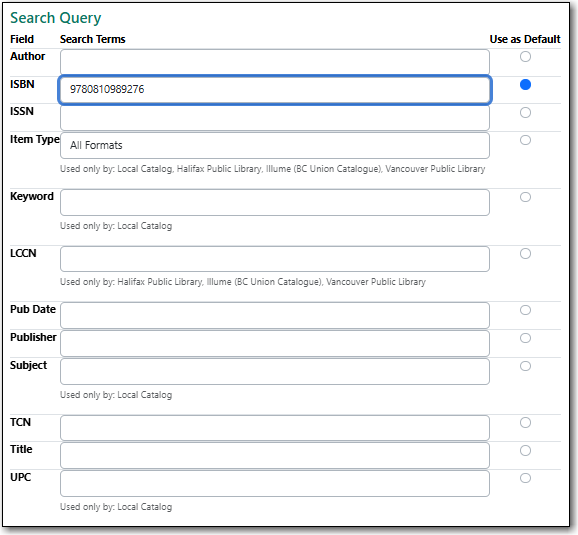 Search Query
Field Search Terms Use as Default
Author
ISBN 9780810989276
ISSN
Item Type All Formats
Used only by: Local Catalog, Halifax Public Library, Illume (BC Union Catalogue), Vancouver Public Library
Keyword
Used only by: Local Catalog
LCCN
Used only by: Halifax Public Library, Illume (BC Union Catalogue), Vancouver Public Library
Pub Date
Publisher
Subject
Used only by: Local Catalog
TCN
Title
UPC
Used only by: Local Catalog